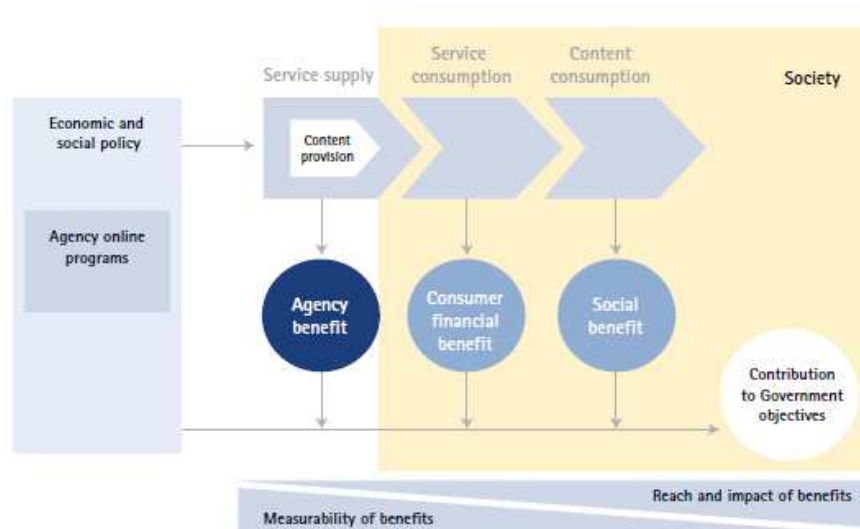 Service supply
Service
consumption
Content
consumption
Society
Economic and
social policy
Content
provision
Agency online
programs
Agency
benefit
Consumer
financial
benefit
Social
benefit
Contribution
to Government
objectives
Reach and impact of benefits
Measurability of benefits